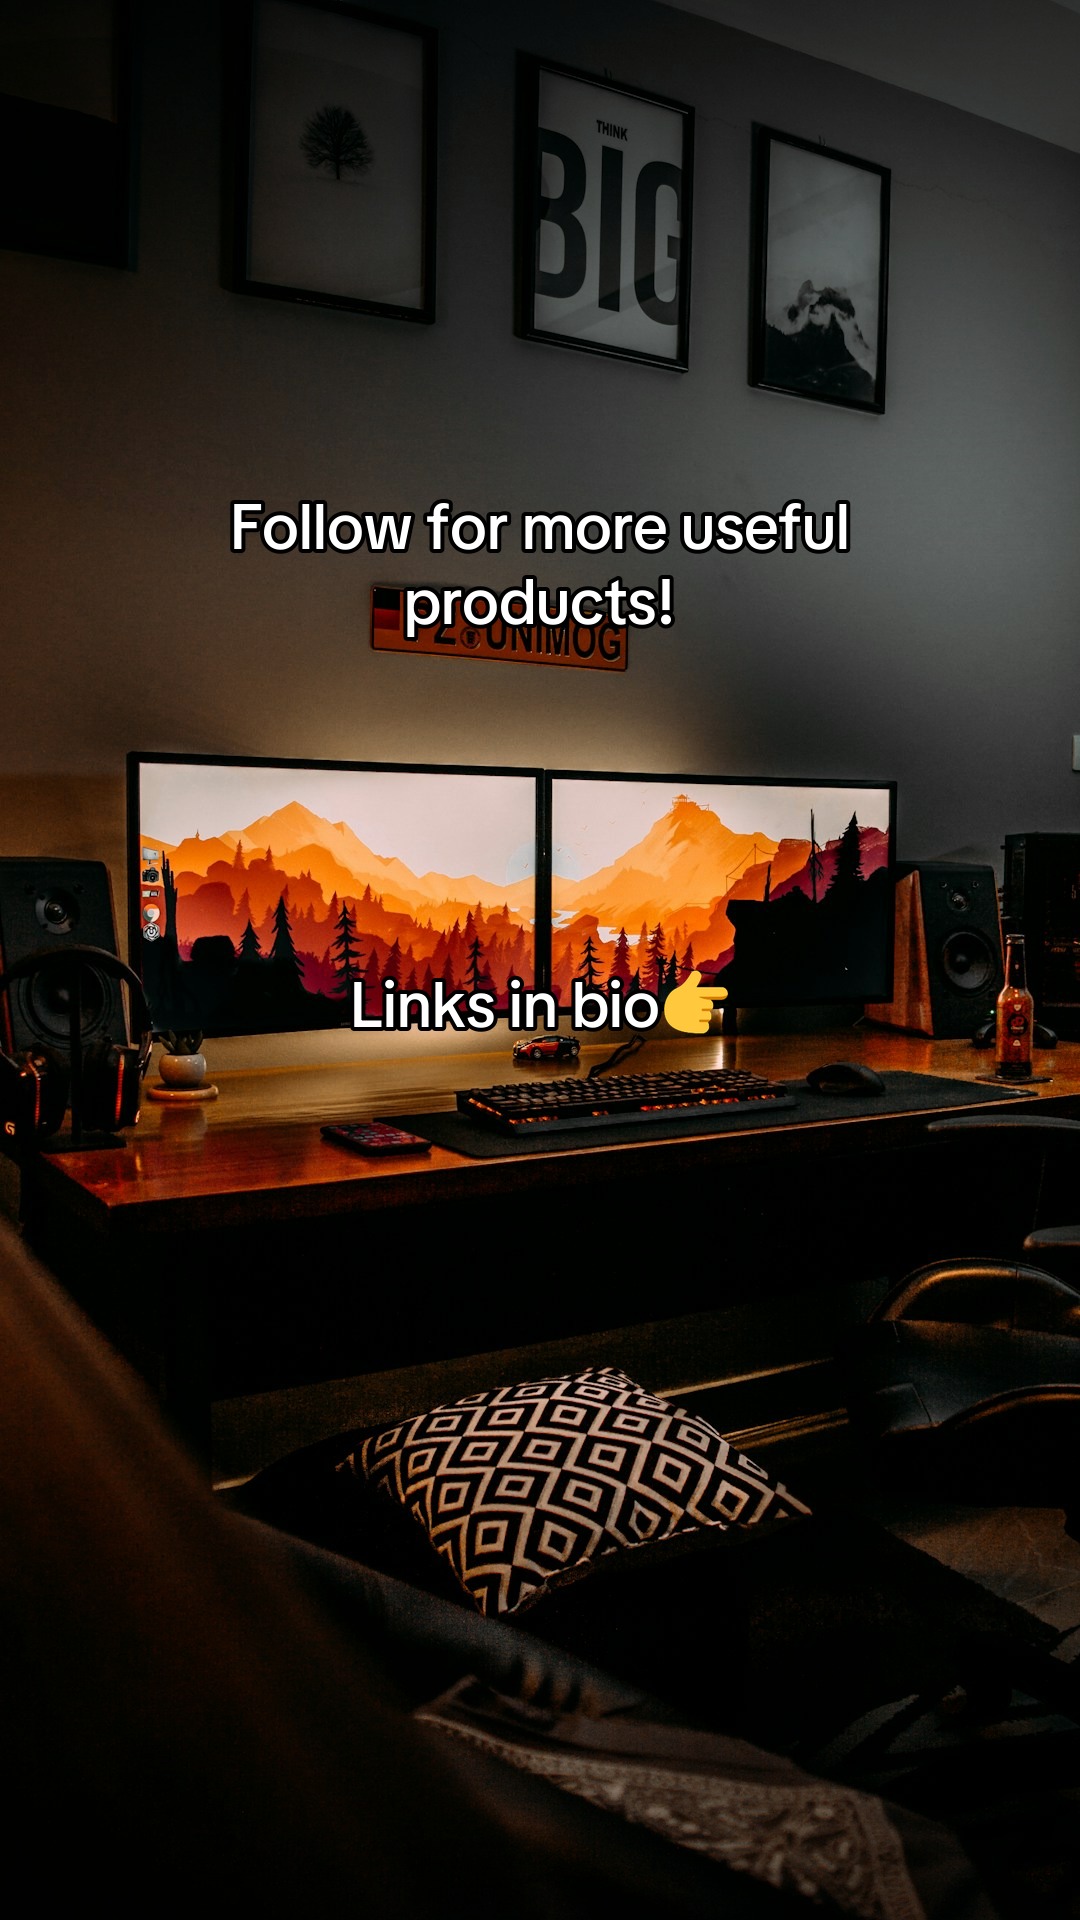 THINK
BIG
Follow for more useful
products!
UNIMOG
Links in bio👉
G